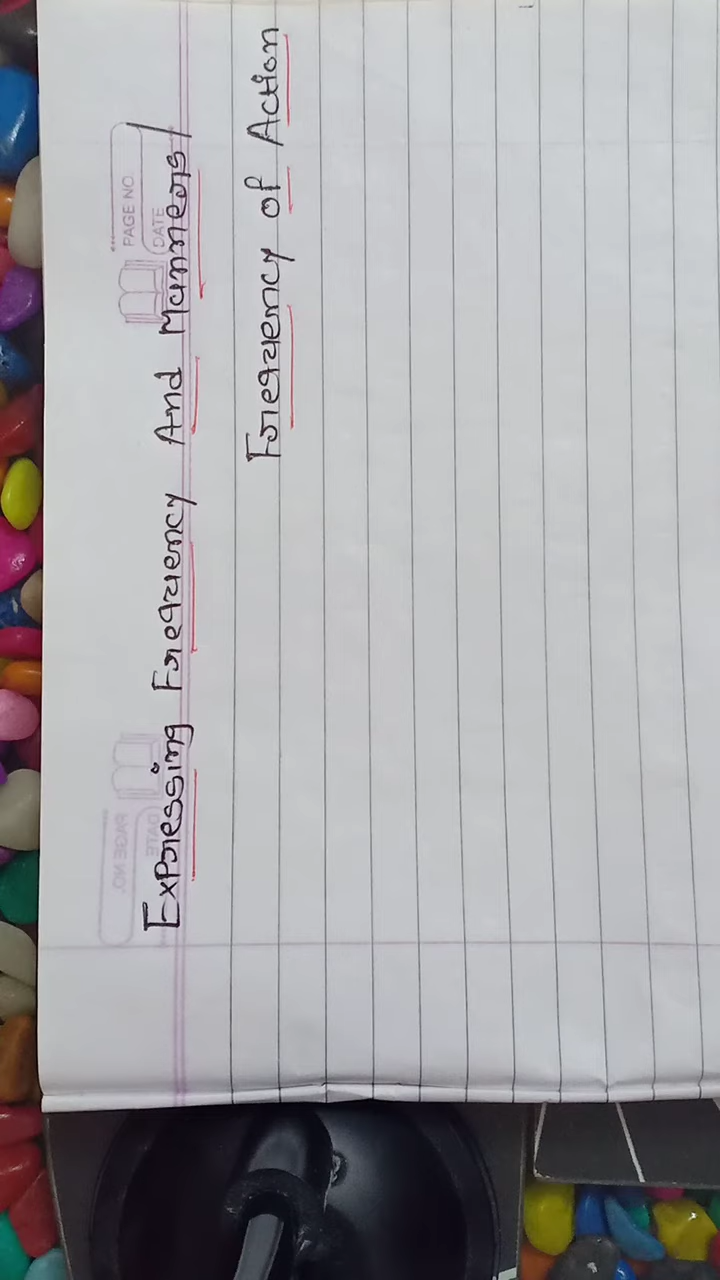 PAGE NO.
DATE
Expressing Frequency And Manners/
Frequency of Action